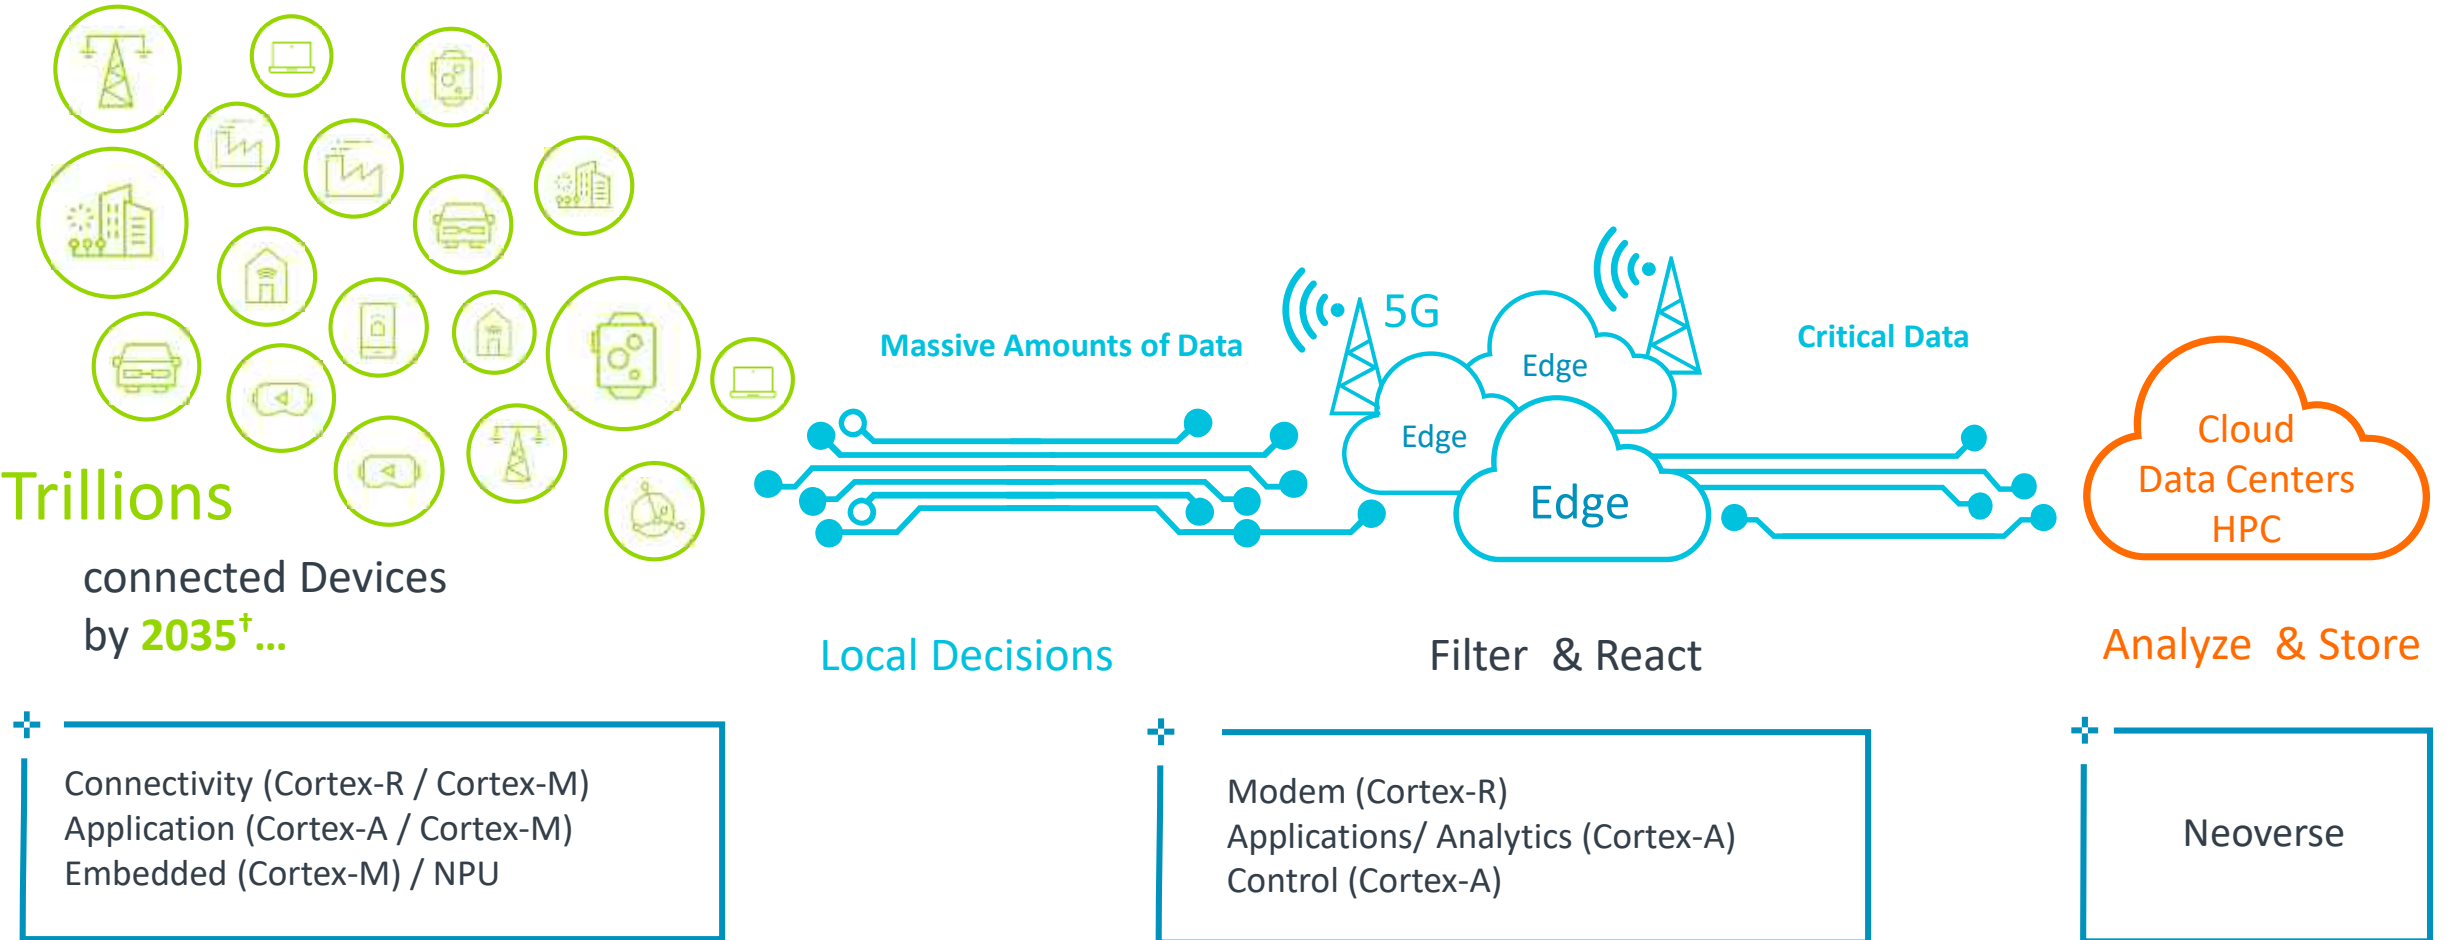 Trillions
connected Devices
by 2035†...
Massive Amounts of Data
Local Decisions
5G
Edge
Edge
Edge
Filter & React
Critical Data
Cloud
Data Centers
HPC
Analyze & Store
Connectivity (Cortex-R / Cortex-M)
Application (Cortex-A / Cortex-M)
Embedded (Cortex-M) / NPU
Modem (Cortex-R)
Applications/ Analytics (Cortex-A)
Control (Cortex-A)
Neoverse